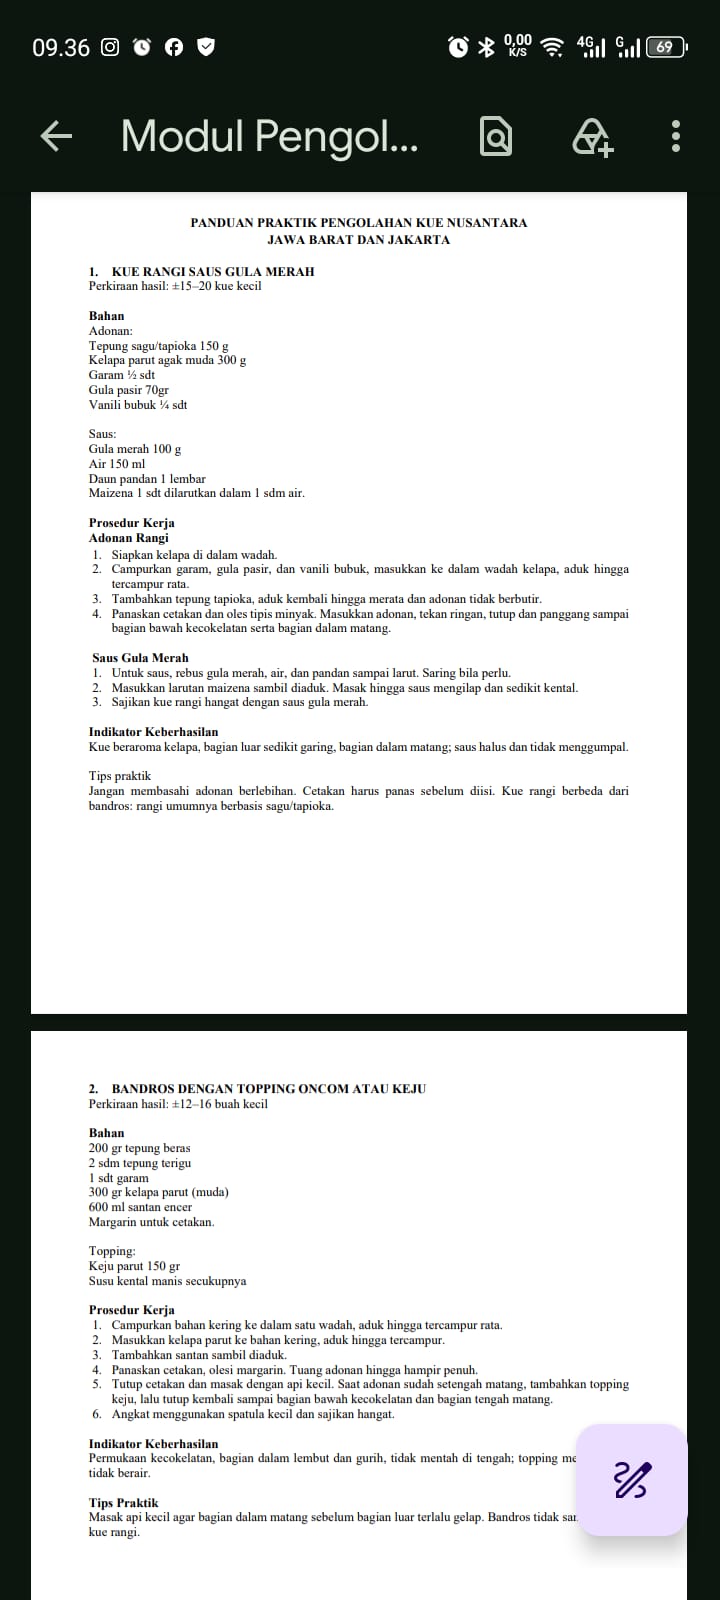 09.36
0,00 K/S
4G
G
69
Modul Pengol...
PANDUAN PRAKTIK PENGOLAHAN KUE NUSANTARA
JAWA BARAT DAN JAKARTA
1. KUE RANGI SAUS GULA MERAH
Perkiraan hasil: ±15–20 kue kecil
Bahan
Adonan:
Tepung sagu/tapioka 150 g
Kelapa parut agak muda 300 g
Garam ½ sdt
Gula pasir 70gr
Vanili bubuk ¼ sdt
Saus:
Gula merah 100 g
Air 150 ml
Daun pandan 1 lembar
Maizena 1 sdt dilarutkan dalam 1 sdm air.
Prosedur Kerja
Adonan Rangi
1. Siapkan kelapa di dalam wadah.
2. Campurkan garam, gula pasir, dan vanili bubuk, masukkan ke dalam wadah kelapa, aduk hingga
tercampur rata.
3. Tambahkan tepung tapioka, aduk kembali hingga merata dan adonan tidak berbutir.
4. Panaskan cetakan dan oles tipis minyak. Masukkan adonan, tekan ringan, tutup dan panggang sampai
bagian bawah kecokelatan serta bagian dalam matang.
Saus Gula Merah
1. Untuk saus, rebus gula merah, air, dan pandan sampai larut. Saring bila perlu.
2. Masukkan larutan maizena sambil diaduk. Masak hingga saus mengilap dan sedikit kental.
3. Sajikan kue rangi hangat dengan saus gula merah.
Indikator Keberhasilan
Kue beraroma kelapa, bagian luar sedikit garing, bagian dalam matang; saus halus dan tidak menggumpal.
Tips praktik
Jangan membasahi adonan berlebihan. Cetakan harus panas sebelum diisi. Kue rangi berbeda dari
bandros: rangi umumnya berbasis sagu/tapioka.
2. BANDROS DENGAN TOPPING ONCOM ATAU KEJU
Perkiraan hasil: ±12–16 buah kecil
Bahan
200 gr tepung beras
2 sdm tepung terigu
1 sdt garam
300 gr kelapa parut (muda)
600 ml santan encer
Margarin untuk cetakan.
Topping:
Keju parut 150 gr
Susu kental manis secukupnya
Prosedur Kerja
1. Campurkan bahan kering ke dalam satu wadah, aduk hingga tercampur rata.
2. Masukkan kelapa parut ke bahan kering, aduk hingga tercampur.
3. Tambahkan santan sambil diaduk.
4. Panaskan cetakan, olesi margarin. Tuang adonan hingga hampir penuh.
5. Tutup cetakan dan masak dengan api kecil. Saat adonan sudah setengah matang, tambahkan topping
keju, lalu tutup kembali sampai bagian bawah kecokelatan dan bagian tengah matang.
6. Angkat menggunakan spatula kecil dan sajikan hangat.
Indikator Keberhasilan
Permukaan kecokelatan, bagian dalam lembut dan gurih, tidak mentah di tengah; topping
tidak berair.
Tips Praktik
Masak api kecil agar bagian dalam matang sebelum bagian luar terlalu gelap. Bandros tidak
kue rangi.